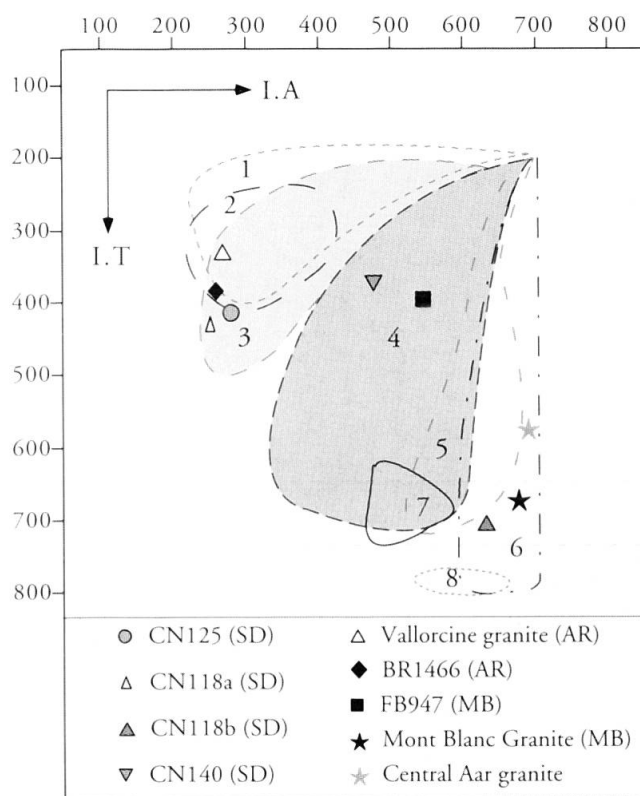 100 200 300 400 500 600 700 800
100
I.A
200
1
2
300
I.T
400
3
4
500
600
5
7
700
6
8
800
CN125 (SD)
Vallorcine granite (AR)
CN118a (SD)
BR1466 (AR)
CN118b (SD)
FB947 (MB)
Mont Blanc Granite (MB)
CN140 (SD)
Central Aar granite